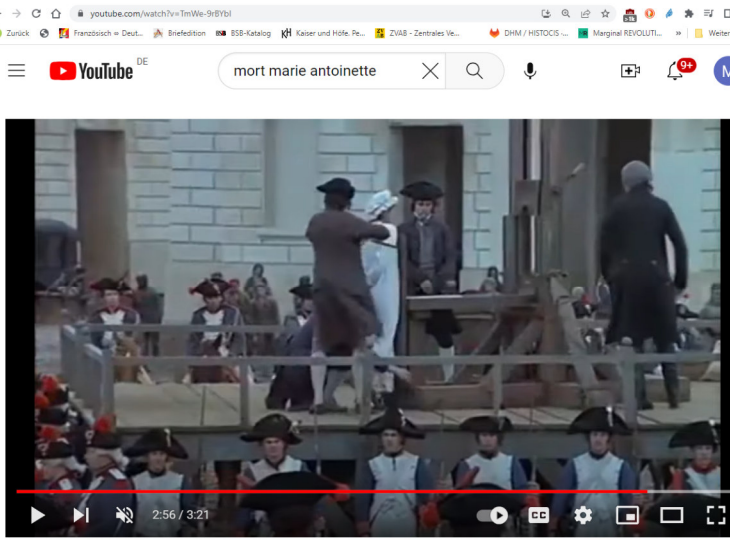 youtube.com/watch?v=TmWe-9rBYbI
Zurück Französisch = Deut... Briefedition BSB-Katalog Kaiser und Höfe. Pe... ZVAB - Zentrales Ve... DHM / HISTOCIS -... Marginal REVOLUTI... » Weiter
YouTube DE
mort marie antoinette
9+
M
2:56 / 3:21
CC